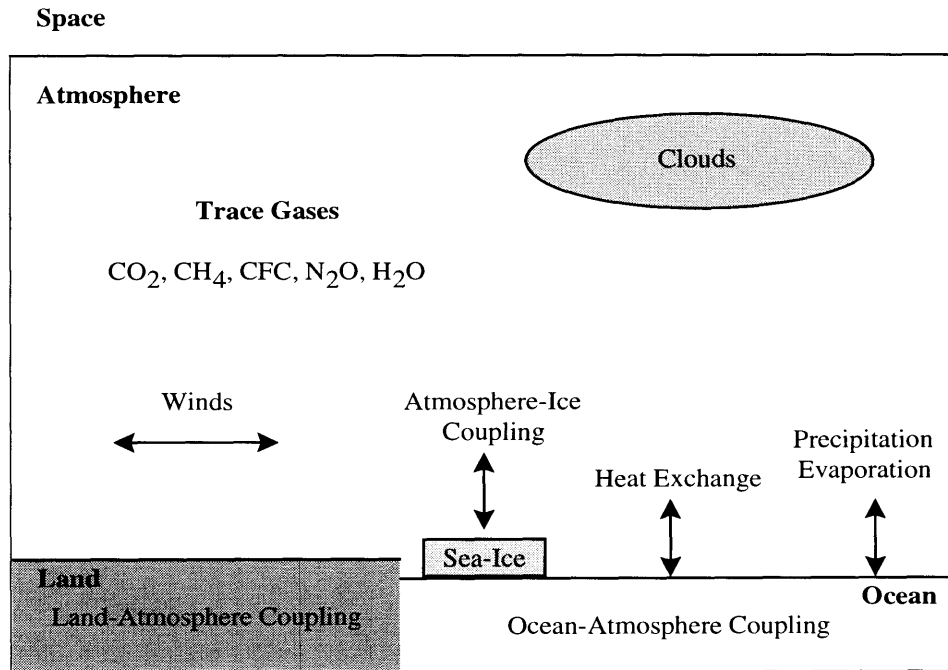 Space
Atmosphere
Clouds
Trace Gases
CO₂, CH₄, CFC, N₂O, H₂O
Winds
Atmosphere-Ice
Coupling
Heat Exchange
Precipitation
Evaporation
Sea-Ice
Land
Land-Atmosphere Coupling
Ocean
Ocean-Atmosphere Coupling